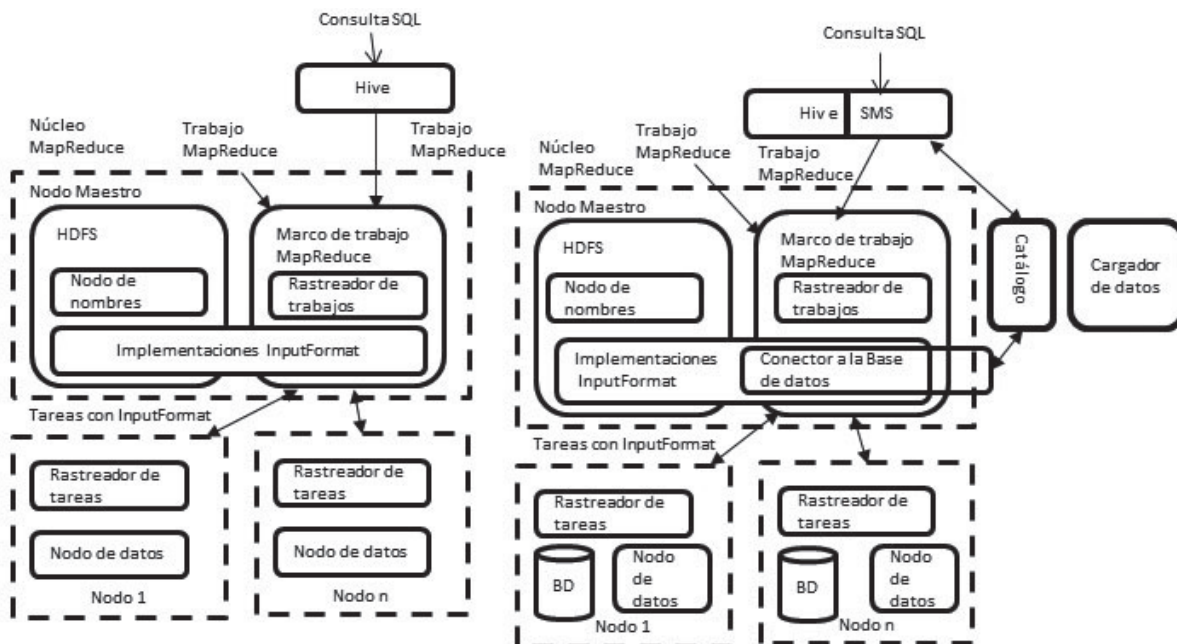 Consulta SQL
Hive
Núcleo
MapReduce
Trabajo
MapReduce
Trabajo
MapReduce
Nodo Maestro
HDFS
Nodo de
nombres
Marco de trabajo
MapReduce
Rastreador de
trabajos
Implementaciones InputFormat
Tareas con InputFormat
Rastreador de
tareas
Nodo de datos
Nodo 1
Rastreador de
tareas
Nodo de datos
Nodo n
Consulta SQL
Hive
SMS
Núcleo
MapReduce
Trabajo
MapReduce
Trabajo
MapReduce
Nodo Maestro
HDFS
Nodo de
nombres
Marco de trabajo
MapReduce
Rastreador de
trabajos
Implementaciones
InputFormat
Conector a la Base
de datos
Catálogo
Cargador
de datos
Tareas con InputFormat
Rastreador de
tareas
BD
Nodo
de
datos
Nodo 1
Rastreador de
tareas
BD
Nodo
de
datos
Nodo n